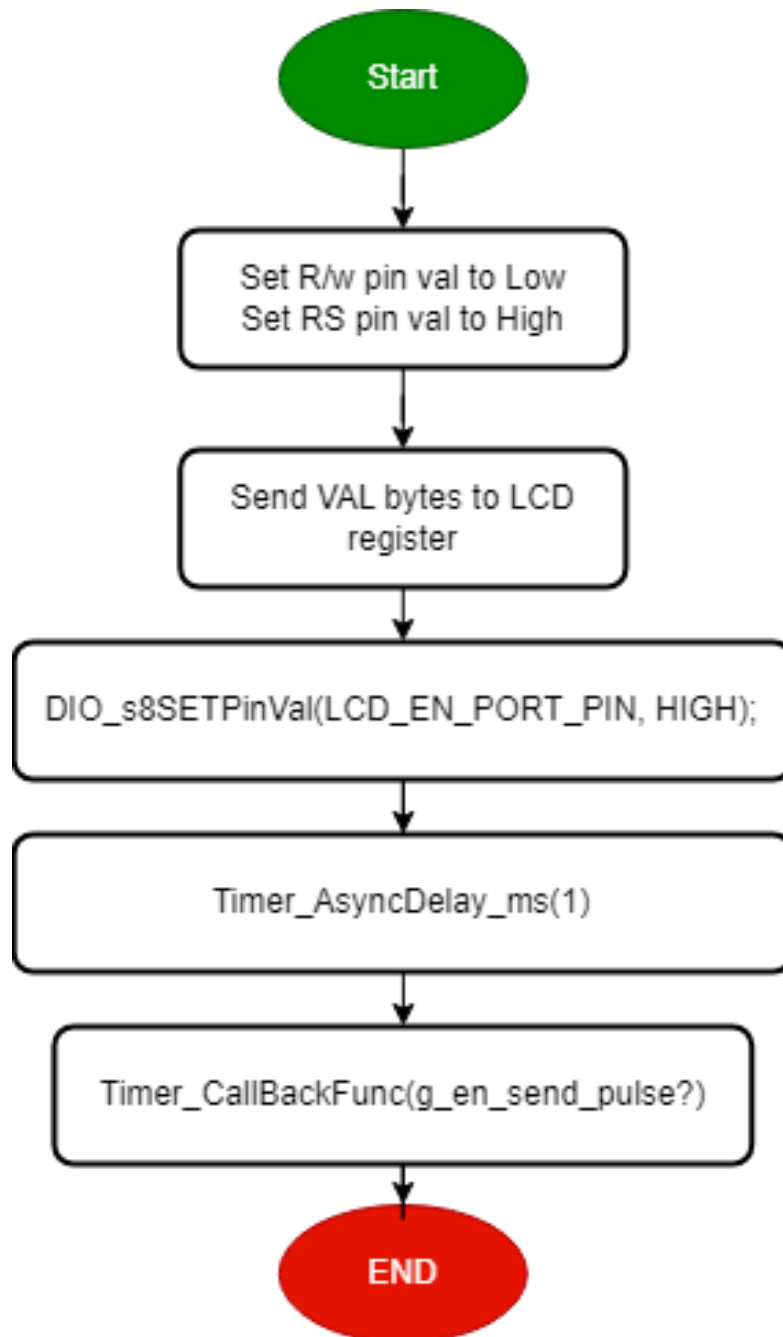 Start
Set R/w pin val to Low
Set RS pin val to High
Send VAL bytes to LCD
register
DIO_s8SETPinVal(LCD_EN_PORT_PIN, HIGH);
Timer_AsyncDelay_ms(1)
Timer_CallBackFunc(g_en_send_pulse?)
END